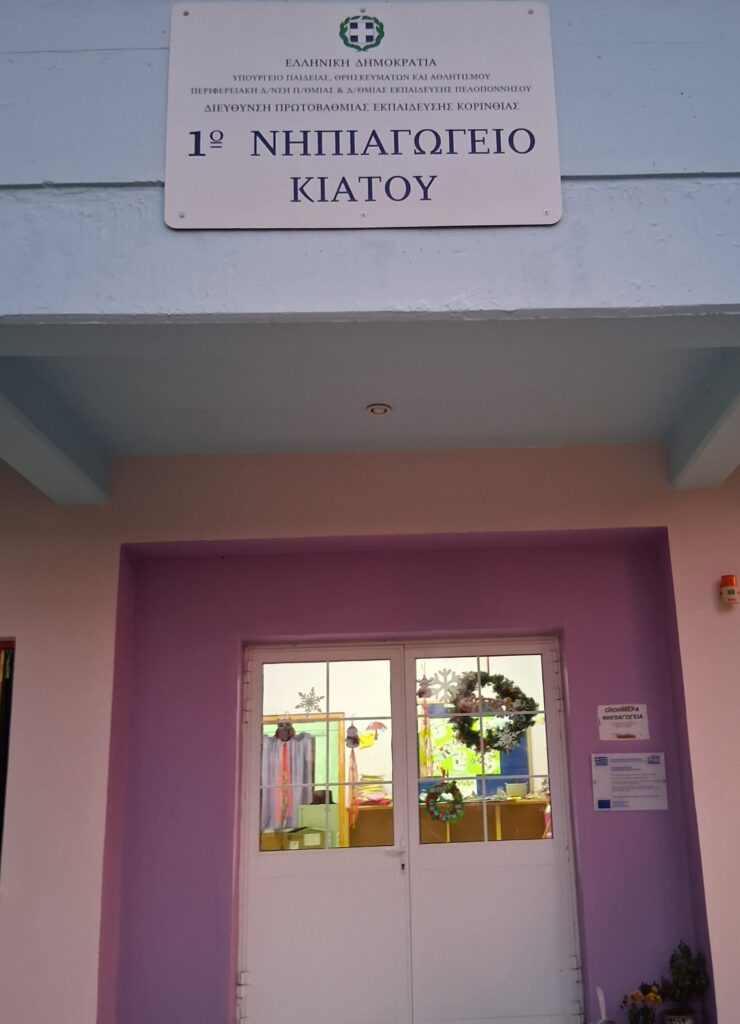 ΕΛΛΗΝΙΚΗ ΔΗΜΟΚΡΑΤΙΑ
ΥΠΟΥΡΓΕΙΟ ΠΑΙΔΕΙΑΣ, ΘΡΗΣΚΕΥΜΑΤΩΝ ΚΑΙ ΑΘΛΗΤΙΣΜΟΥ
ΠΕΡΙΦΕΡΕΙΑΚΗ Δ/ΝΣΗ Π/ΘΜΙΑΣ & Δ/ΘΜΙΑΣ ΕΚΠΑΙΔΕΥΣΗΣ ΠΕΛΟΠΟΝΝΗΣΟΥ
ΔΙΕΥΘΥΝΣΗ ΠΡΩΤΟΒΑΘΜΙΑΣ ΕΚΠΑΙΔΕΥΣΗΣ ΚΟΡΙΝΘΙΑΣ
1º ΝΗΠΙΑΓΩΓΕΙΟ
ΚΙΑΤΟΥ
ΟΛΟΗΜΕΡΑ
ΝΗΠΙΑΓΩΓΕΙΑ